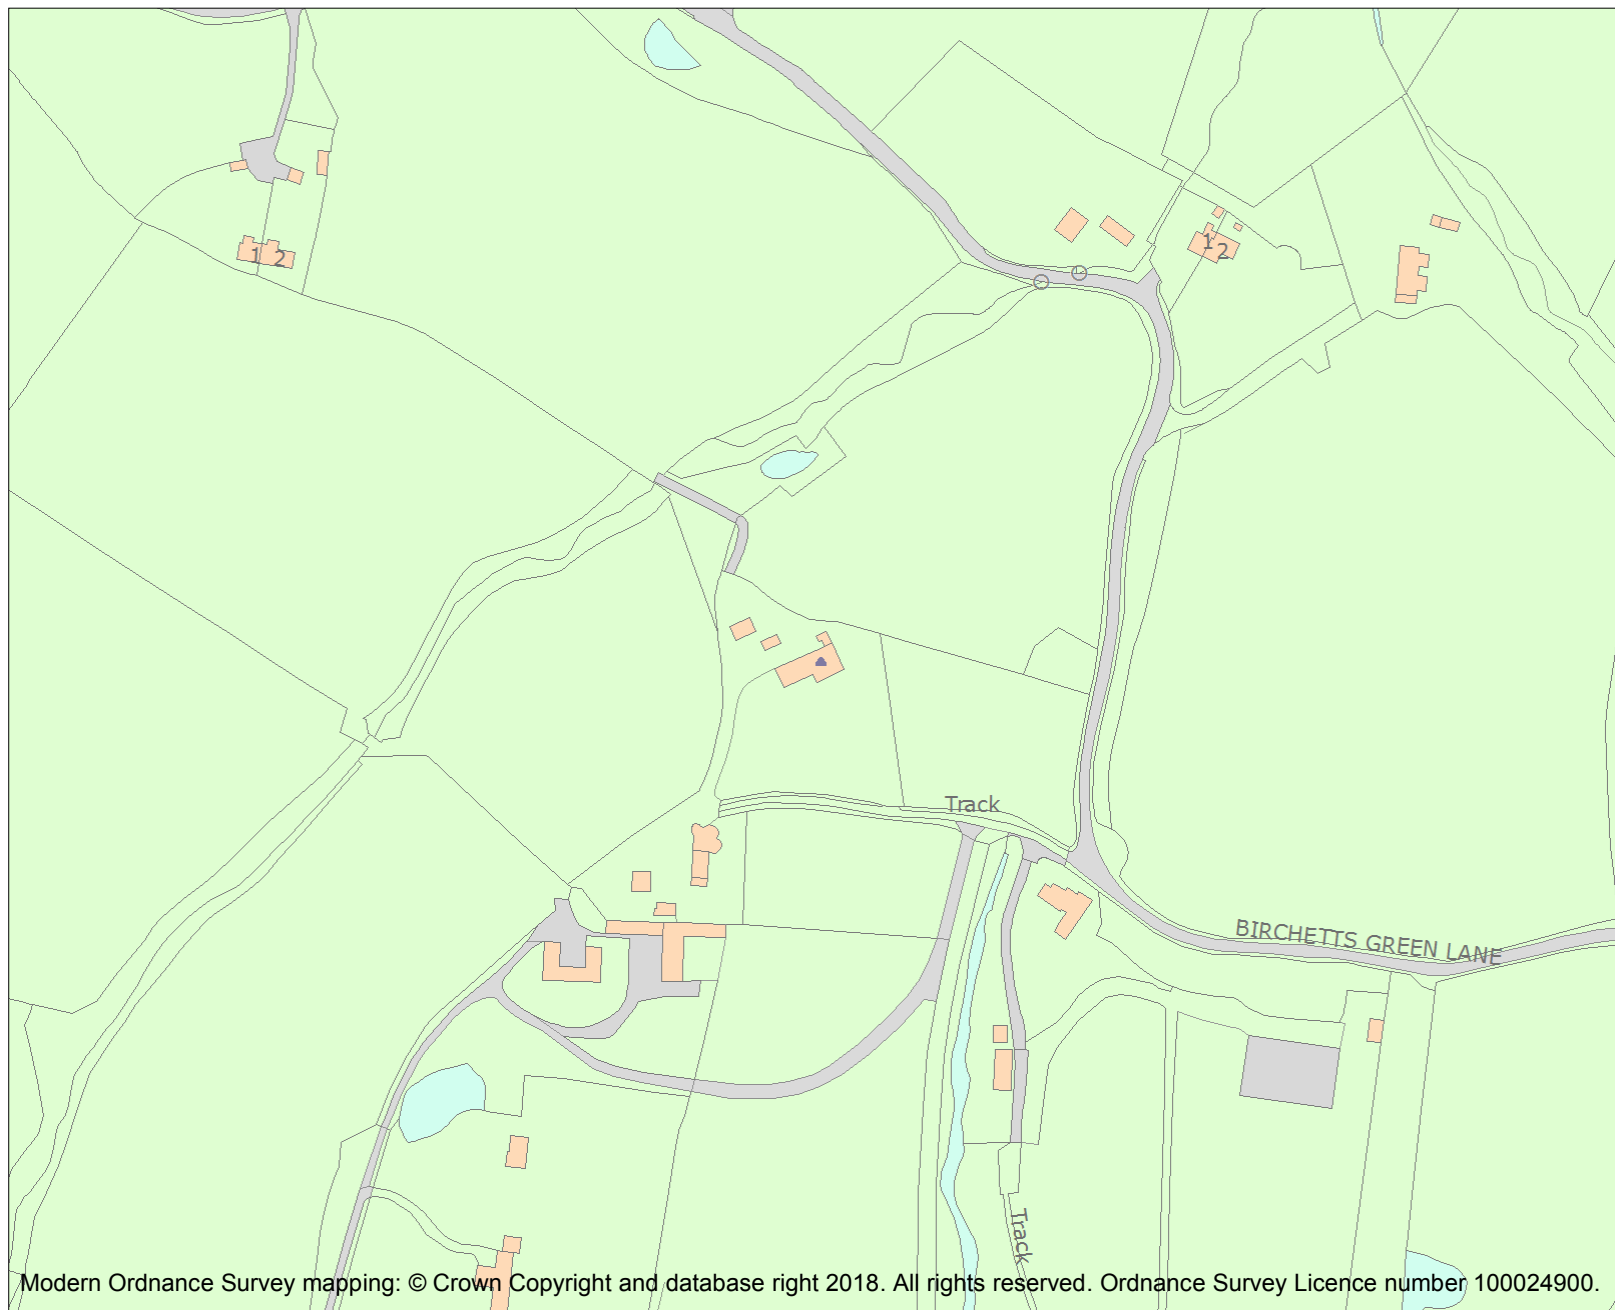 1 2
1 2
Track
BIRCHETTS GREEN LANE
Track
Modern Ordnance Survey mapping: © Crown Copyright and database right 2018. All rights reserved. Ordnance Survey Licence number 100024900.